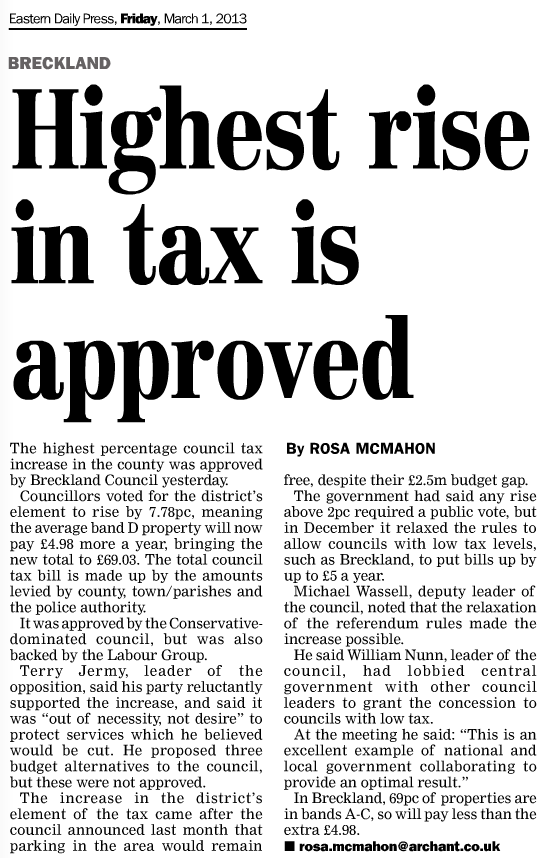 Eastern Daily Press, Friday, March 1, 2013
BRECKLAND
Highest rise
in tax is
approved
The highest percentage council tax
increase in the county was approved
by Breckland Council yesterday.
Councillors voted for the district's
element to rise by 7.78pc, meaning
the average band D property will now
pay £4.98 more a year, bringing the
new total to £69.03. The total council
tax bill is made up by the amounts
levied by county, town/parishes and
the police authority.
It was approved by the Conservative-
dominated council, but was also
backed by the Labour Group.
Terry Jermy, leader of the
opposition, said his party reluctantly
supported the increase, and said it
was "out of necessity, not desire" to
protect services which he believed
would be cut. He proposed three
budget alternatives to the council,
but these were not approved.
The increase in the district's
element of the tax came after the
council announced last month that
parking in the area would remain
By ROSA MCMAHON
free, despite their £2.5m budget gap.
The government had said any rise
above 2pc required a public vote, but
in December it relaxed the rules to
allow councils with low tax levels,
such as Breckland, to put bills up by
up to £5 a year.
Michael Wassell, deputy leader of
the council, noted that the relaxation
of the referendum rules made the
increase possible.
He said William Nunn, leader of the
council, had lobbied central
government with other council
leaders to grant the concession to
councils with low tax.
At the meeting he said: "This is an
excellent example of national and
local government collaborating to
provide an optimal result."
In Breckland, 69pc of properties are
in bands A-C, so will pay less than the
extra £4.98.
■ rosa.mcmahon@archant.co.uk